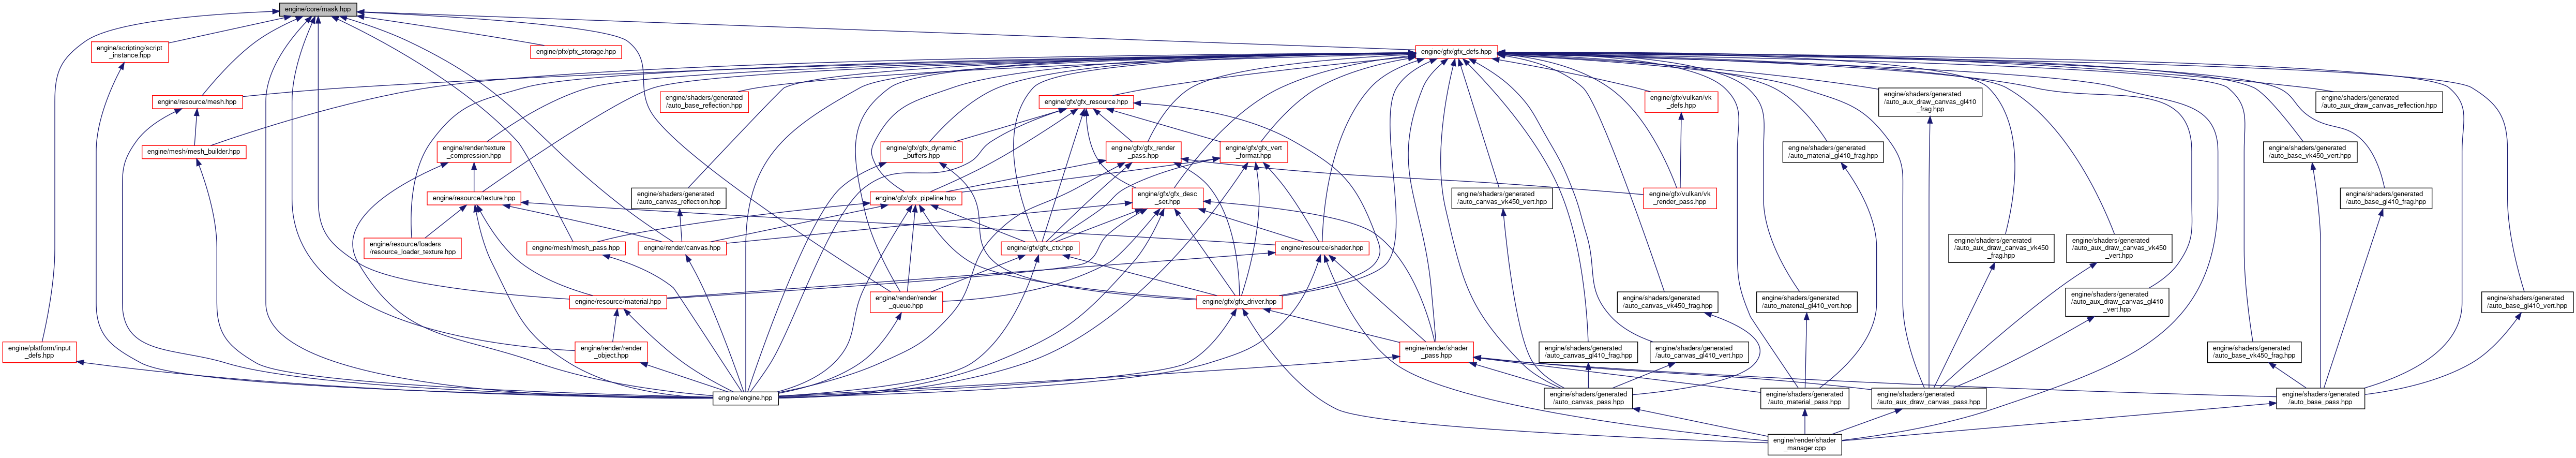 engine/core/mask.hpp
engine/scripting/script
_instance.hpp
engine/pfx/pfx_storage.hpp
engine/gfx/gfx_defs.hpp
engine/resource/mesh.hpp
engine/shaders/generated
/auto_base_reflection.hpp
engine/gfx/gfx_resource.hpp
engine/gfx/vulkan/vk
_defs.hpp
engine/shaders/generated
/auto_aux_draw_canvas_gl410
_frag.hpp
engine/shaders/generated
/auto_aux_draw_canvas_reflection.hpp
engine/mesh/mesh_builder.hpp
engine/render/texture
_compression.hpp
engine/gfx/gfx_dynamic
_buffers.hpp
engine/gfx/gfx_render
_pass.hpp
engine/gfx/gfx_vert
_format.hpp
engine/shaders/generated
/auto_material_gl410_frag.hpp
engine/shaders/generated
/auto_base_vk450_vert.hpp
engine/resource/texture.hpp
engine/shaders/generated
/auto_canvas_reflection.hpp
engine/gfx/gfx_pipeline.hpp
engine/gfx/gfx_desc
_set.hpp
engine/shaders/generated
/auto_canvas_vk450_vert.hpp
engine/gfx/vulkan/vk
_render_pass.hpp
engine/shaders/generated
/auto_base_gl410_frag.hpp
engine/resource/loaders
/resource_loader_texture.hpp
engine/mesh/mesh_pass.hpp
engine/render/canvas.hpp
engine/gfx/gfx_ctx.hpp
engine/resource/shader.hpp
engine/shaders/generated
/auto_aux_draw_canvas_vk450
_frag.hpp
engine/shaders/generated
/auto_aux_draw_canvas_vk450
_vert.hpp
engine/resource/material.hpp
engine/render/render
_queue.hpp
engine/gfx/gfx_driver.hpp
engine/shaders/generated
/auto_canvas_vk450_frag.hpp
engine/shaders/generated
/auto_material_gl410_vert.hpp
engine/shaders/generated
/auto_aux_draw_canvas_gl410
_vert.hpp
engine/shaders/generated
/auto_base_gl410_vert.hpp
engine/platform/input
_defs.hpp
engine/render/render
_object.hpp
engine/render/shader
_pass.hpp
engine/shaders/generated
/auto_canvas_gl410_frag.hpp
engine/shaders/generated
/auto_canvas_gl410_vert.hpp
engine/shaders/generated
/auto_base_vk450_frag.hpp
engine/engine.hpp
engine/shaders/generated
/auto_canvas_pass.hpp
engine/shaders/generated
/auto_material_pass.hpp
engine/shaders/generated
/auto_aux_draw_canvas_pass.hpp
engine/shaders/generated
/auto_base_pass.hpp
engine/render/shader
_manager.cpp